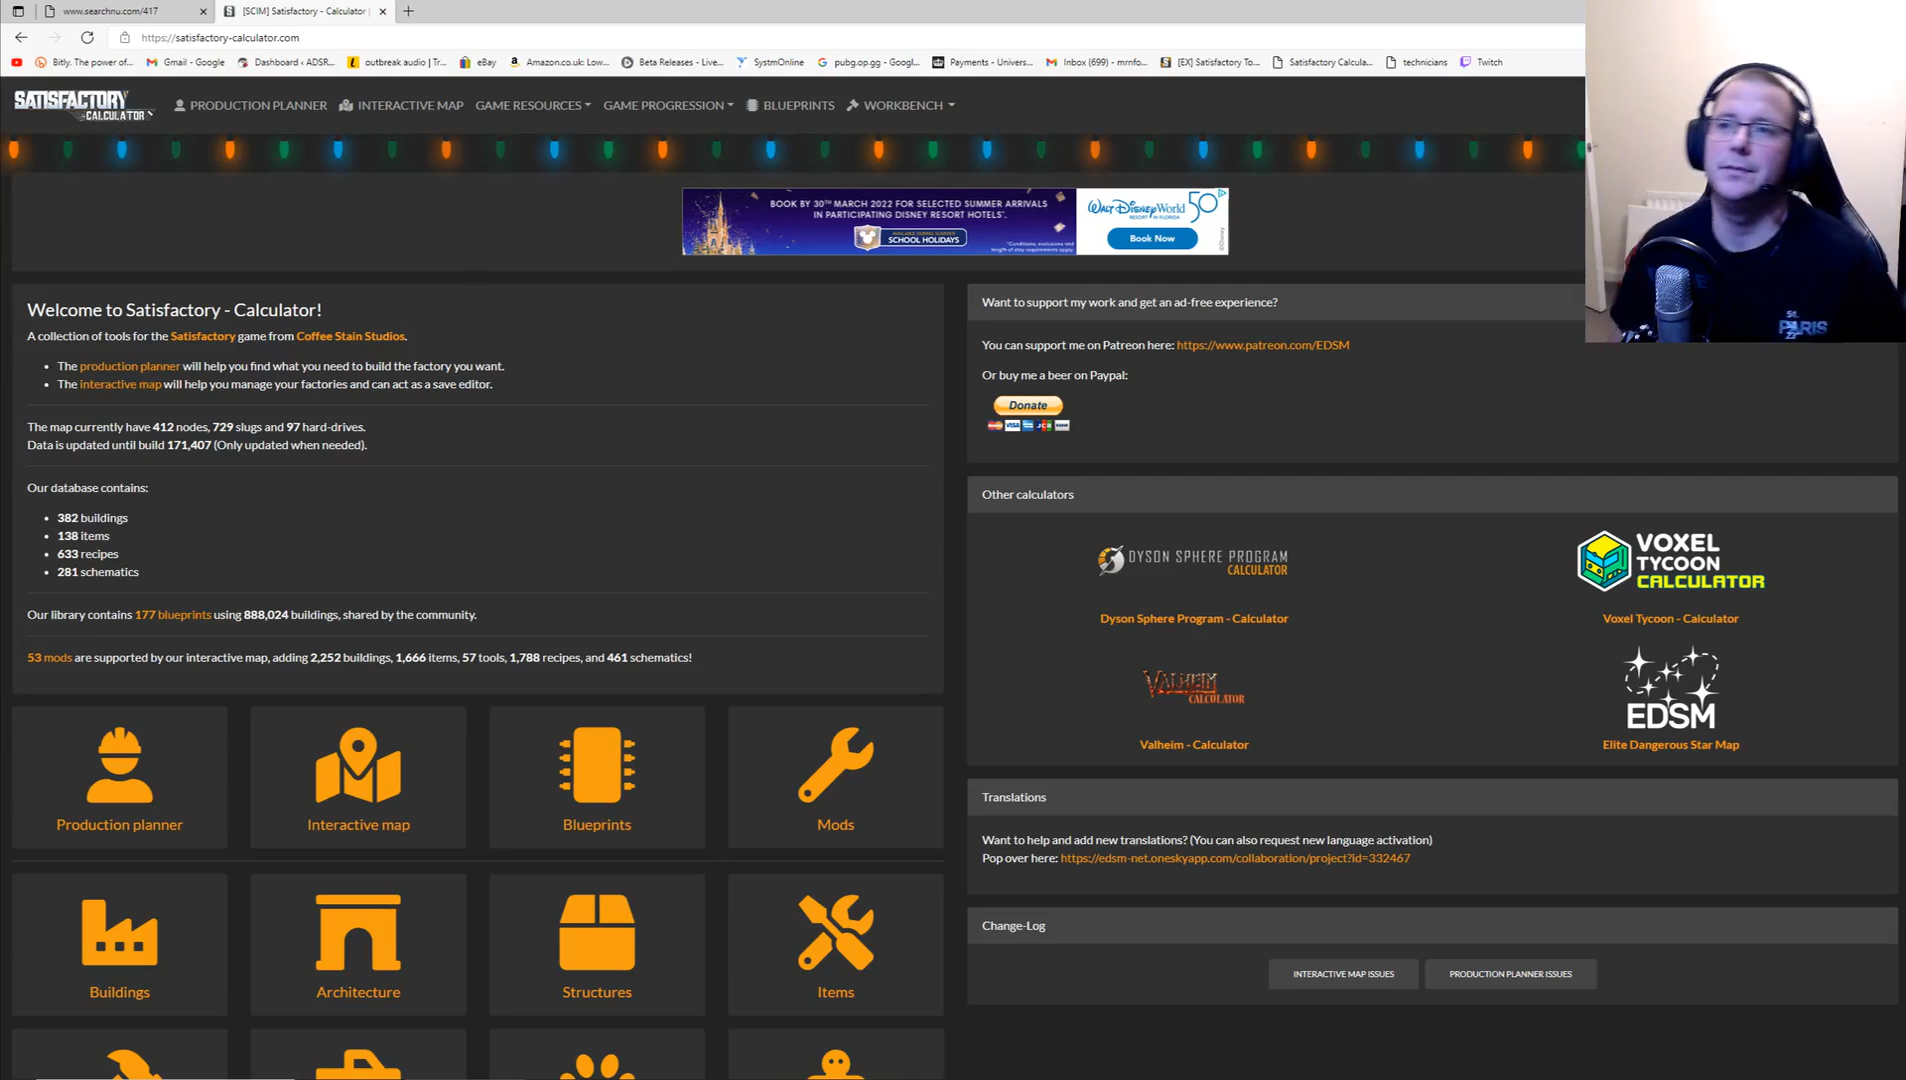 www.searchnu.com/417
[SCIM] Satisfactory - Calculator
https://satisfactory-calculator.com
Bitly. The power of...
Gmail - Google
Dashboard ‹ ADSR...
outbreak audio | Tr...
eBay
Amazon.co.uk: Low...
Beta Releases - Live...
SystmOnline
pubg.op.gg - Googl...
Payments - Univers...
Inbox (699) - mrnfo...
[EX] Satisfactory To...
Satisfactory Calcula...
technicians
Twitch
SATISFACTORY
CALCULATOR
PRODUCTION PLANNER
INTERACTIVE MAP
GAME RESOURCES
GAME PROGRESSION
BLUEPRINTS
WORKBENCH
BOOK BY 30TH MARCH 2022 FOR SELECTED SUMMER ARRIVALS
IN PARTICIPATING DISNEY RESORT HOTELS*.
SCHOOL HOLIDAYS
Walt Disney World
50
Book Now
Welcome to Satisfactory - Calculator!
A collection of tools for the Satisfactory game from Coffee Stain Studios.
The production planner will help you find what you need to build the factory you want.
The interactive map will help you manage your factories and can act as a save editor.
The map currently have 412 nodes, 729 slugs and 97 hard-drives.
Data is updated until build 171,407 (Only updated when needed).
Our database contains:
382 buildings
138 items
633 recipes
281 schematics
Our library contains 177 blueprints using 888,024 buildings, shared by the community.
53 mods are supported by our interactive map, adding 2,252 buildings, 1,666 items, 57 tools, 1,788 recipes, and 461 schematics!
Production planner
Interactive map
Blueprints
Mods
Buildings
Architecture
Structures
Items
Want to support my work and get an ad-free experience?
You can support me on Patreon here: https://www.patreon.com/EDSM
Or buy me a beer on Paypal:
Donate
VISA
Other calculators
DYSON SPHERE PROGRAM
CALCULATOR
Dyson Sphere Program - Calculator
VOXEL
TYCOON
CALCULATOR
Voxel Tycoon - Calculator
VALHEIM
CALCULATOR
Valheim - Calculator
EDSM
Elite Dangerous Star Map
Translations
Want to help and add new translations? (You can also request new language activation)
Pop over here: https://edsm-net.oneskyapp.com/collaboration/project?id=332467
Change-Log
INTERACTIVE MAP ISSUES
PRODUCTION PLANNER ISSUES
St.
PARIS